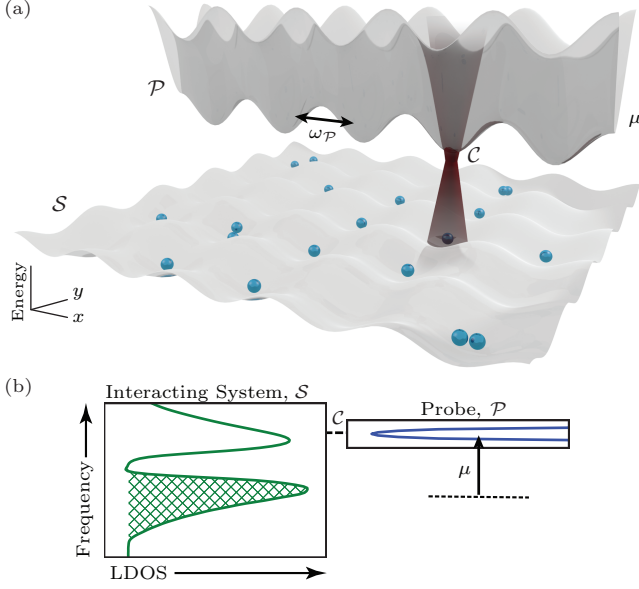 (a)
𝒫
μ
ω𝒫
𝒞
𝒮
Energy
y
x
(b)
Interacting System, 𝒮
𝒞
Probe, 𝒫
Frequency
μ
LDOS